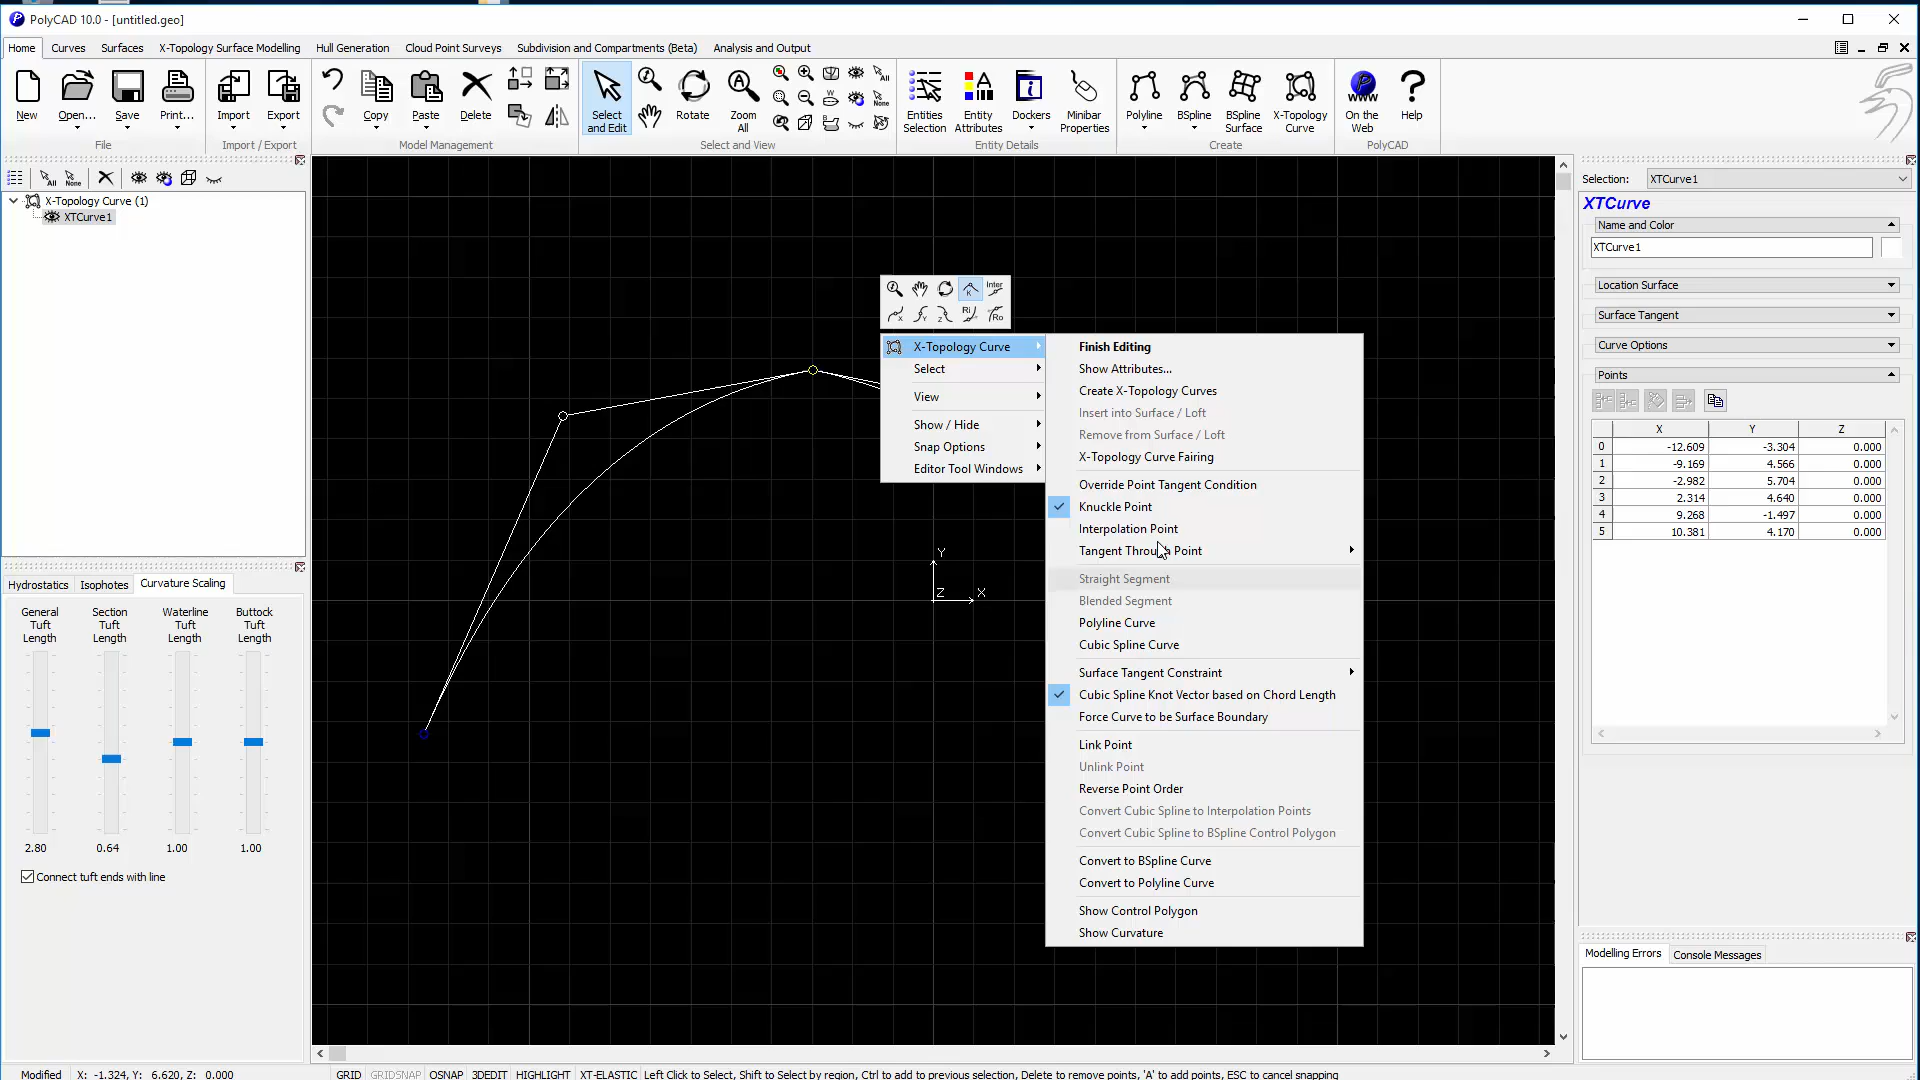 PolyCAD 10.0 - [untitled.geo]
Home Curves Surfaces X-Topology Surface Modelling Hull Generation Cloud Point Surveys Subdivision and Compartments (Beta) Analysis and Output
New Open... Save Print... Import Export Copy Paste Delete Select and Edit Rotate Zoom All Entities Selection Entity Attributes Dockers Minibar Properties Polyline BSpline BSpline Surface X-Topology Curve On the Web Help
File Import / Export Model Management Select and View Entity Details Create PolyCAD
X-Topology Curve (1)
XTCurve1
Hydrostatics Isophotes Curvature Scaling
General Tuft Length
Section Tuft Length
Waterline Tuft Length
Buttock Tuft Length
2.80 0.64 1.00 1.00
Connect tuft ends with line
X-Topology Curve
Select
View
Show / Hide
Snap Options
Editor Tool Windows
Finish Editing
Show Attributes...
Create X-Topology Curves
Insert into Surface / Loft
Remove from Surface / Loft
X-Topology Curve Fairing
Override Point Tangent Condition
Knuckle Point
Interpolation Point
Tangent Through Point
Straight Segment
Blended Segment
Polyline Curve
Cubic Spline Curve
Surface Tangent Constraint
Cubic Spline Knot Vector based on Chord Length
Force Curve to be Surface Boundary
Link Point
Unlink Point
Reverse Point Order
Convert Cubic Spline to Interpolation Points
Convert Cubic Spline to BSpline Control Polygon
Convert to BSpline Curve
Convert to Polyline Curve
Show Control Polygon
Show Curvature
Y
Z X
Selection: XTCurve1
XTCurve
Name and Color
XTCurve1
Location Surface
Surface Tangent
Curve Options
Points
X Y Z
0 -12.609 -3.304 0.000
1 -9.169 4.566 0.000
2 -2.982 5.704 0.000
3 2.314 4.640 0.000
4 9.268 -1.497 0.000
5 10.381 4.170 0.000
Modelling Errors Console Messages
Modified X: -1.324, Y: 6.620, Z: 0.000 GRID GRIDSNAP OSNAP 3DEDIT HIGHLIGHT XT-ELASTIC Left Click to Select, Shift to Select by region, Ctrl to add to previous selection, Delete to remove points, 'A' to add points, ESC to cancel snapping